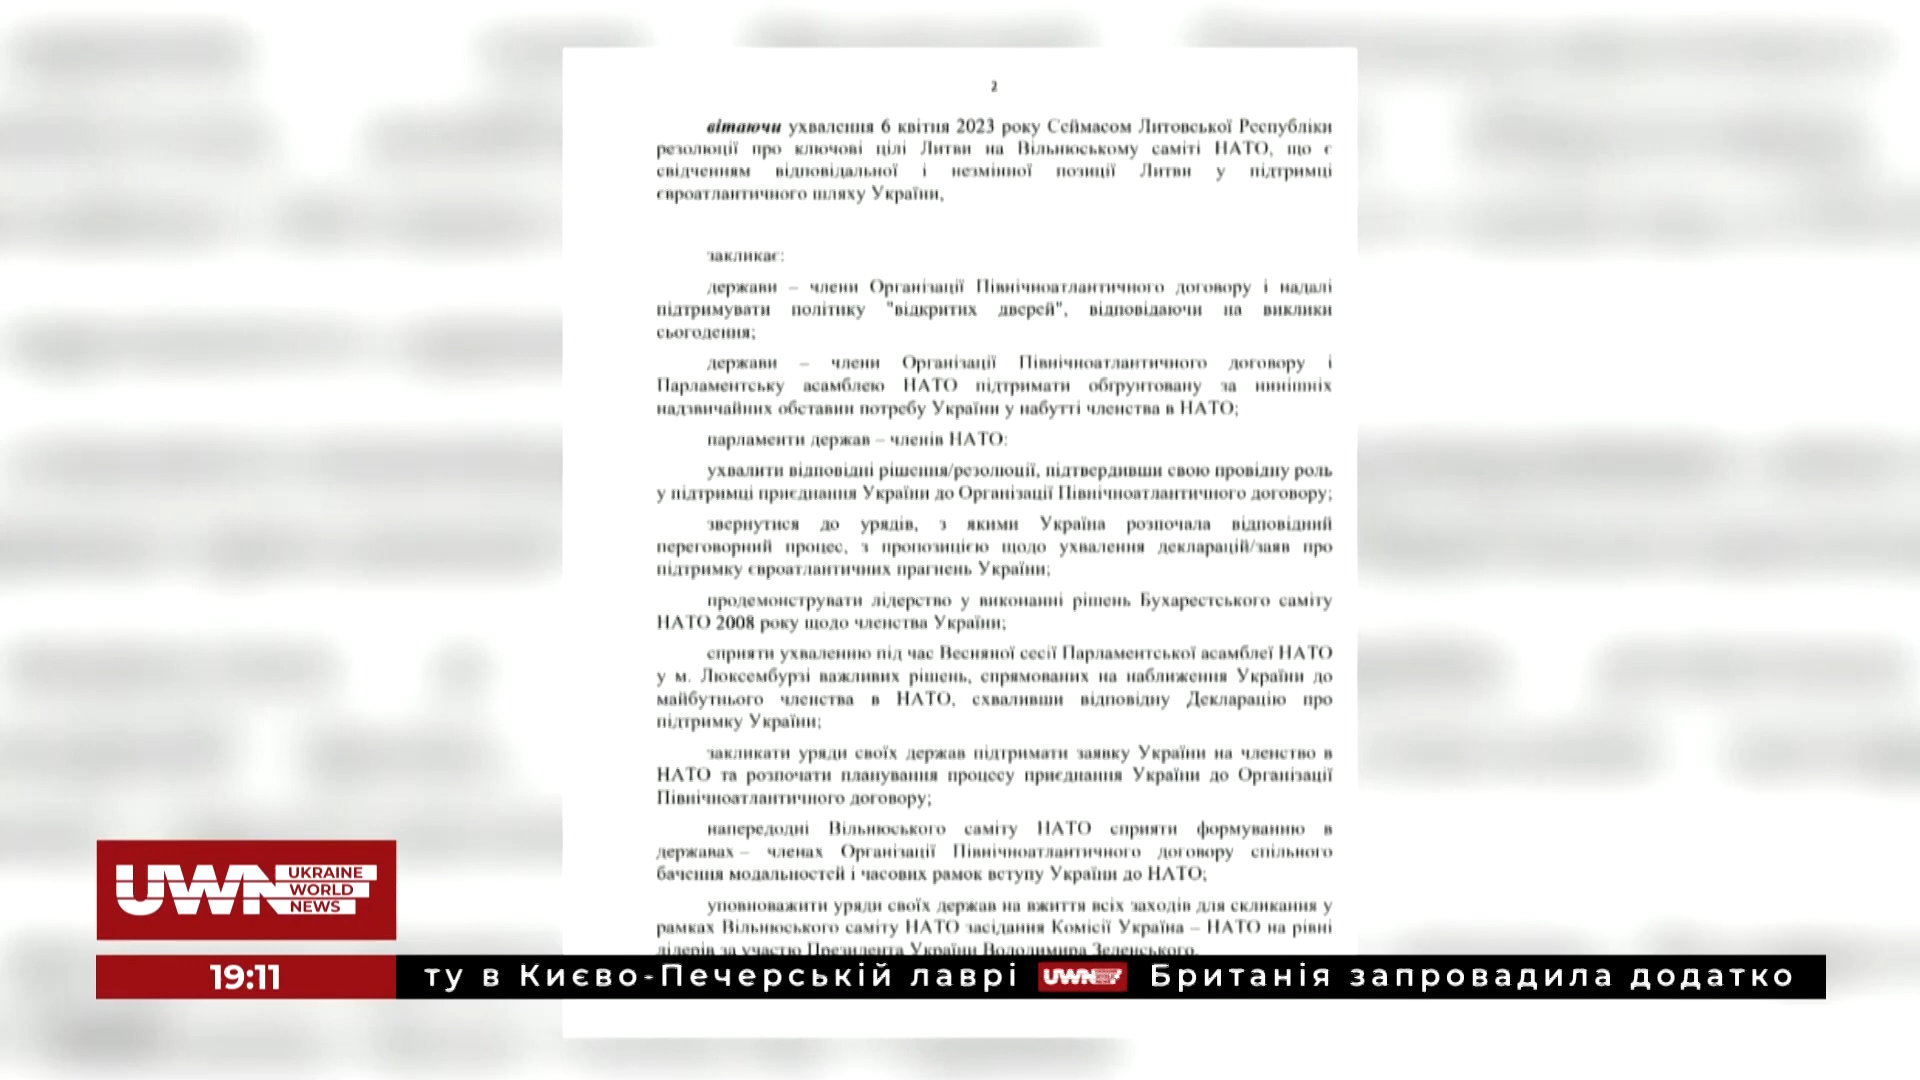 2
вітаючи ухвалення 6 квітня 2023 року Сеймасом Литовської Республіки
резолюції про ключові цілі Литви на Вільнюському саміті НАТО, що є
свідченням відповідальної і незмінної позиції Литви у підтримці
євроатлантичного шляху України,
закликає:
держави – члени Організації Північноатлантичного договору і надалі
підтримувати політику "відкритих дверей", відповідаючи на виклики
сьогодення;
держави – члени Організації Північноатлантичного договору і
Парламентську асамблею НАТО підтримати обґрунтовану за нинішніх
надзвичайних обставин потребу України у набутті членства в НАТО;
парламенти держав – членів НАТО:
ухвалити відповідні рішення/резолюції, підтвердивши свою провідну роль
у підтримці приєднання України до Організації Північноатлантичного договору;
звернутися до урядів, з якими Україна розпочала відповідний
переговорний процес, з пропозицією щодо ухвалення декларацій/заяв про
підтримку євроатлантичних прагнень України;
продемонструвати лідерство у виконанні рішень Бухарестського саміту
НАТО 2008 року щодо членства України;
сприяти ухваленню під час Весняної сесії Парламентської асамблеї НАТО
у м. Люксембурзі важливих рішень, спрямованих на наближення України до
майбутнього членства в НАТО, схваливши відповідну Декларацію про
підтримку України;
закликати уряди своїх держав підтримати заявку України на членство в
НАТО та розпочати планування процесу приєднання України до Організації
Північноатлантичного договору;
напередодні Вільнюського саміту НАТО сприяти формуванню в
державах – членах Організації Північноатлантичного договору спільного
бачення модальностей і часових рамок вступу України до НАТО;
уповноважити уряди своїх держав на вжиття всіх заходів для скликання у
рамках Вільнюського саміту НАТО засідання Комісії Україна – НАТО на рівні
лідерів за участю Президента України Володимира Зеленського.
UWN UKRAINE
WORLD
NEWS
19:11 ту в Києво-Печерській лаврі UWN Британія запровадила додатко